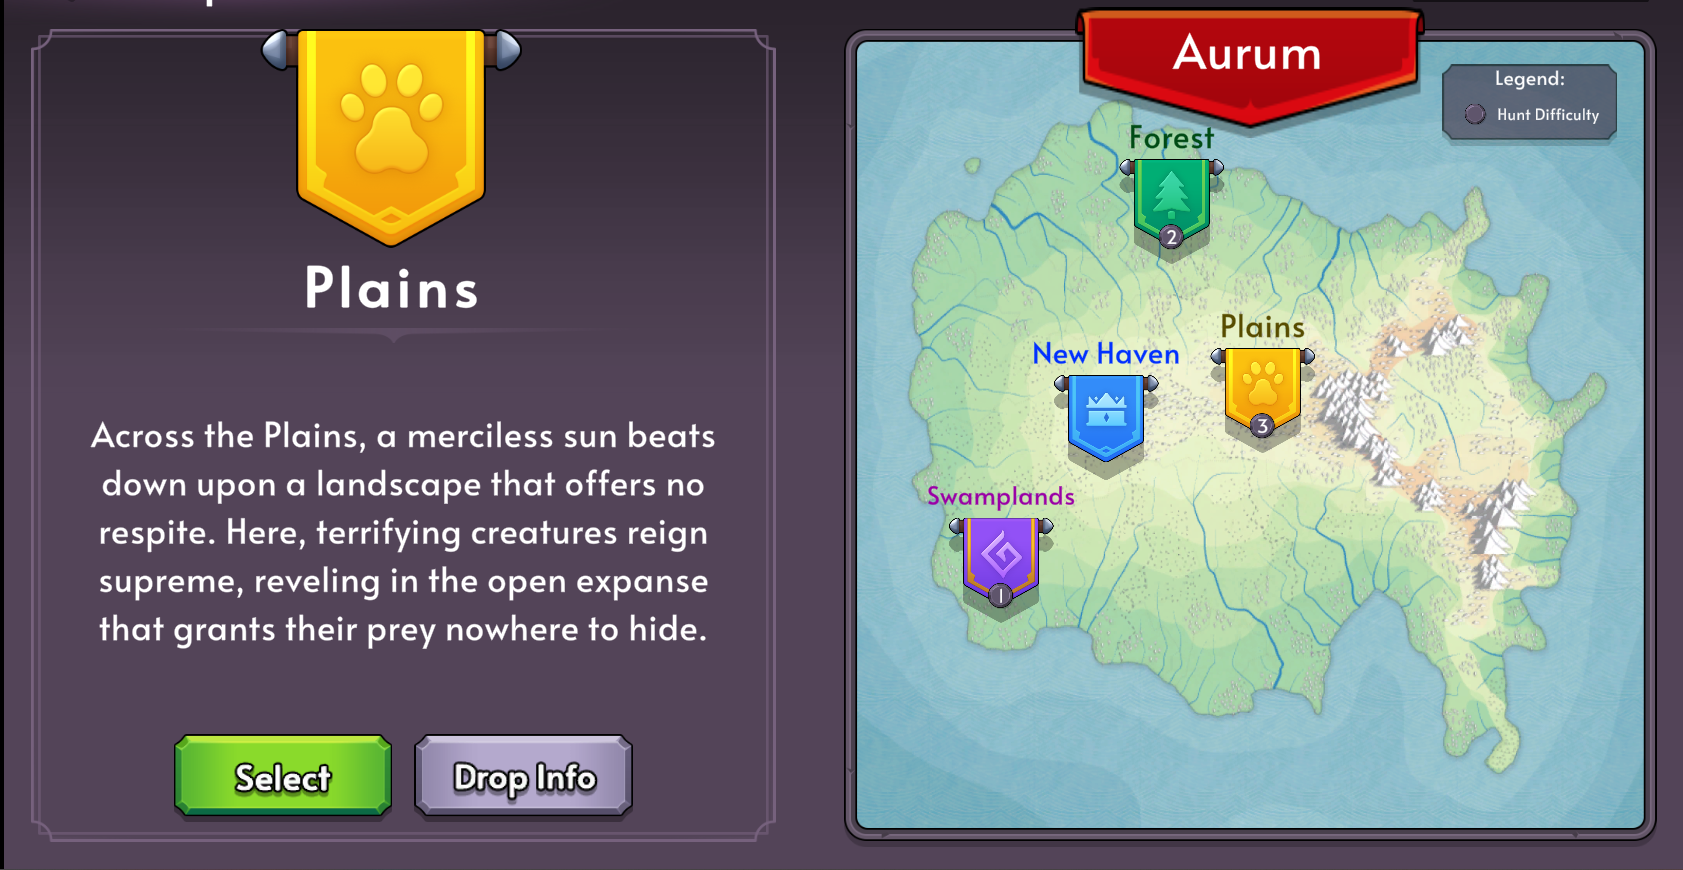 Plains
Across the Plains, a merciless sun beats
down upon a landscape that offers no
respite. Here, terrifying creatures reign
supreme, reveling in the open expanse
that grants their prey nowhere to hide.
Select
Drop Info
Aurum
Legend:
Hunt Difficulty
Forest
2
Plains
3
New Haven
Swamplands
1